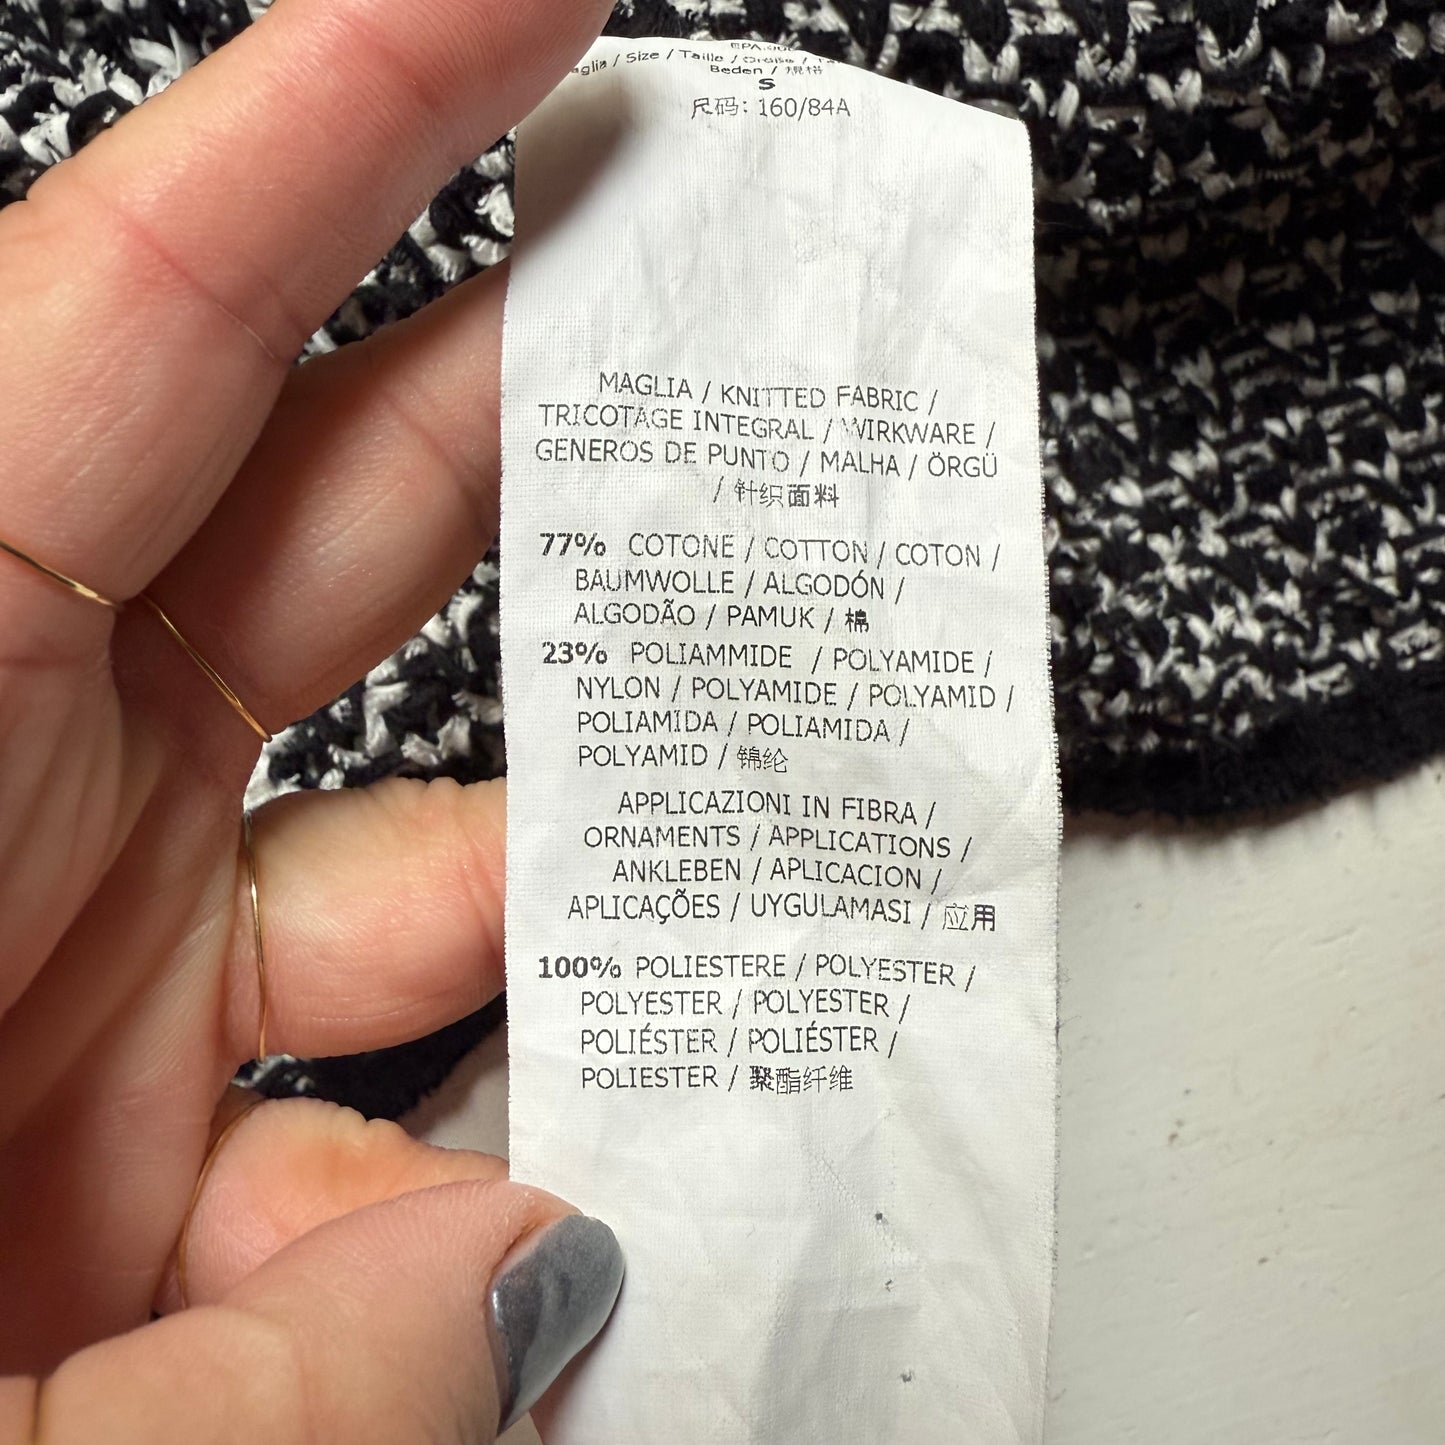 / Size / Taille /
Beden / 规格
S
尺码: 160/84A
MAGLIA / KNITTED FABRIC /
TRICOTAGE INTEGRAL / WIRKWARE /
GENEROS DE PUNTO / MALHA / ÖRGÜ
/ 针织面料
77% COTONE / COTTON / COTON /
BAUMWOLLE / ALGODÓN /
ALGODÃO / PAMUK / 棉
23% POLIAMMIDE / POLYAMIDE /
NYLON / POLYAMIDE / POLYAMID /
POLIAMIDA / POLIAMIDA /
POLYAMID / 锦纶
APPLICAZIONI IN FIBRA /
ORNAMENTS / APPLICATIONS /
ANKLEBEN / APLICACION /
APLICAÇÕES / UYGULAMASI / 应用
100% POLIESTERE / POLYESTER /
POLYESTER / POLYESTER /
POLIÉSTER / POLIÉSTER /
POLIESTER / 聚酯纤维